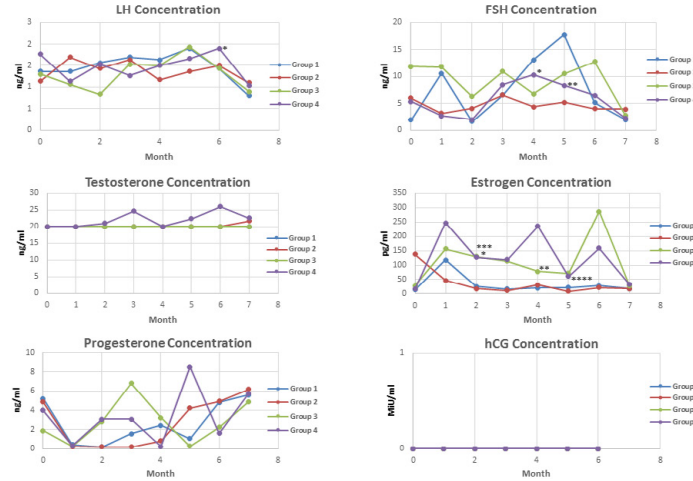 LH Concentration
3
2
2
1
1
0
ng/ml
0 2 4 6 8
Month
*
Group 1
Group 2
Group 3
Group 4
FSH Concentration
20
15
10
5
0
ng/ml
0 1 2 3 4 5 6 7 8
Month
*
**
Group
Group
Group
Group
Testosterone Concentration
30
25
20
15
10
5
0
ng/ml
0 1 2 3 4 5 6 7 8
Month
Group 1
Group 2
Group 3
Group 4
Estrogen Concentration
350
300
250
200
150
100
50
0
pg/ml
0 1 2 3 4 5 6 7 8
Month
***
*
**
****
Group
Group
Group
Group
Progesterone Concentration
10
8
6
4
2
0
ng/ml
0 2 4 6 8
Month
Group 1
Group 2
Group 3
Group 4
hCG Concentration
1
0
MilU/ml
0 2 4 6 8
Month
Group
Group
Group
Group